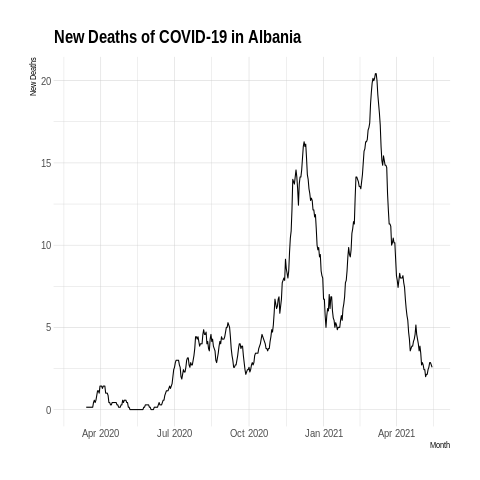 New Deaths of COVID-19 in Albania
New Deaths
20
15
10
5
0
Apr 2020 Jul 2020 Oct 2020 Jan 2021 Apr 2021
Month